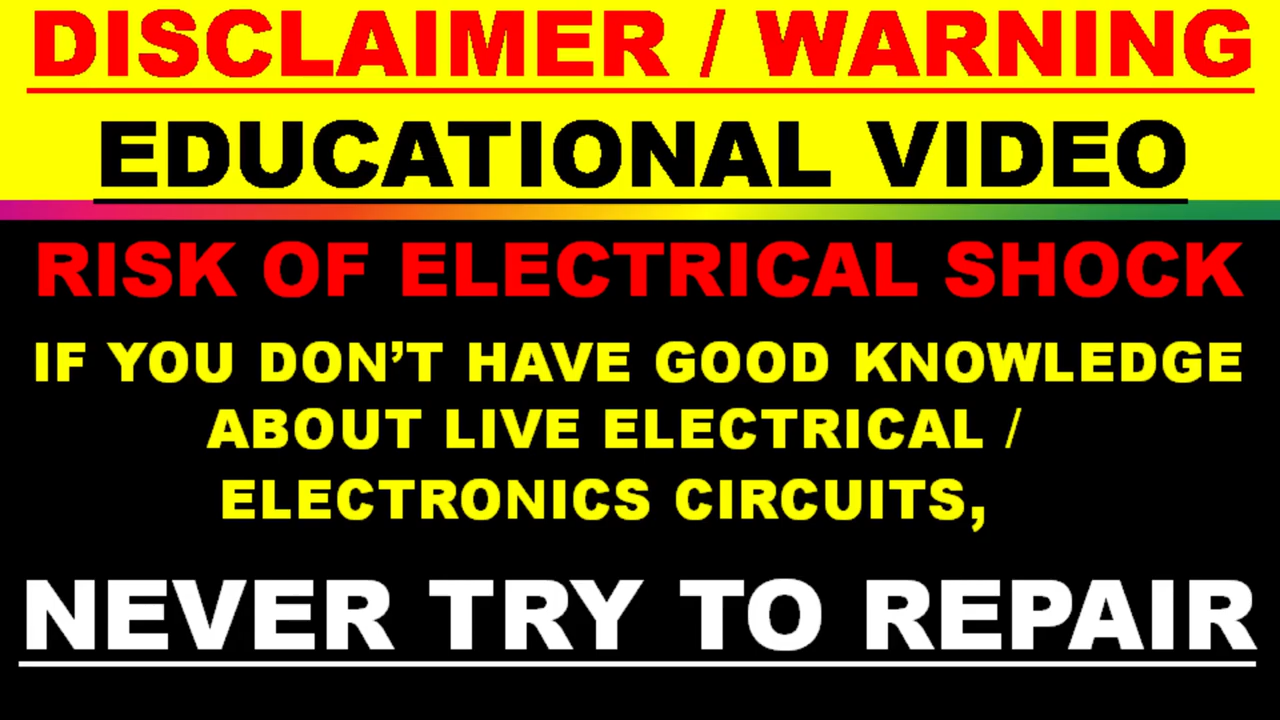 DISCLAIMER / WARNING
EDUCATIONAL VIDEO
RISK OF ELECTRICAL SHOCK
IF YOU DON’T HAVE GOOD KNOWLEDGE
ABOUT LIVE ELECTRICAL /
ELECTRONICS CIRCUITS,
NEVER TRY TO REPAIR